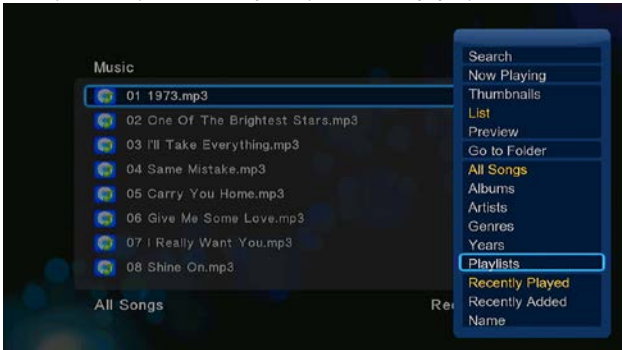 Music
01 1973.mp3
02 One Of The Brightest Stars.mp3
03 I'll Take Everything.mp3
04 Same Mistake.mp3
05 Carry You Home.mp3
06 Give Me Some Love.mp3
07 I Really Want You.mp3
08 Shine On.mp3
All Songs
Search
Now Playing
Thumbnails
List
Preview
Go to Folder
All Songs
Albums
Artists
Genres
Years
Playlists
Recently Played
Recently Added
Name